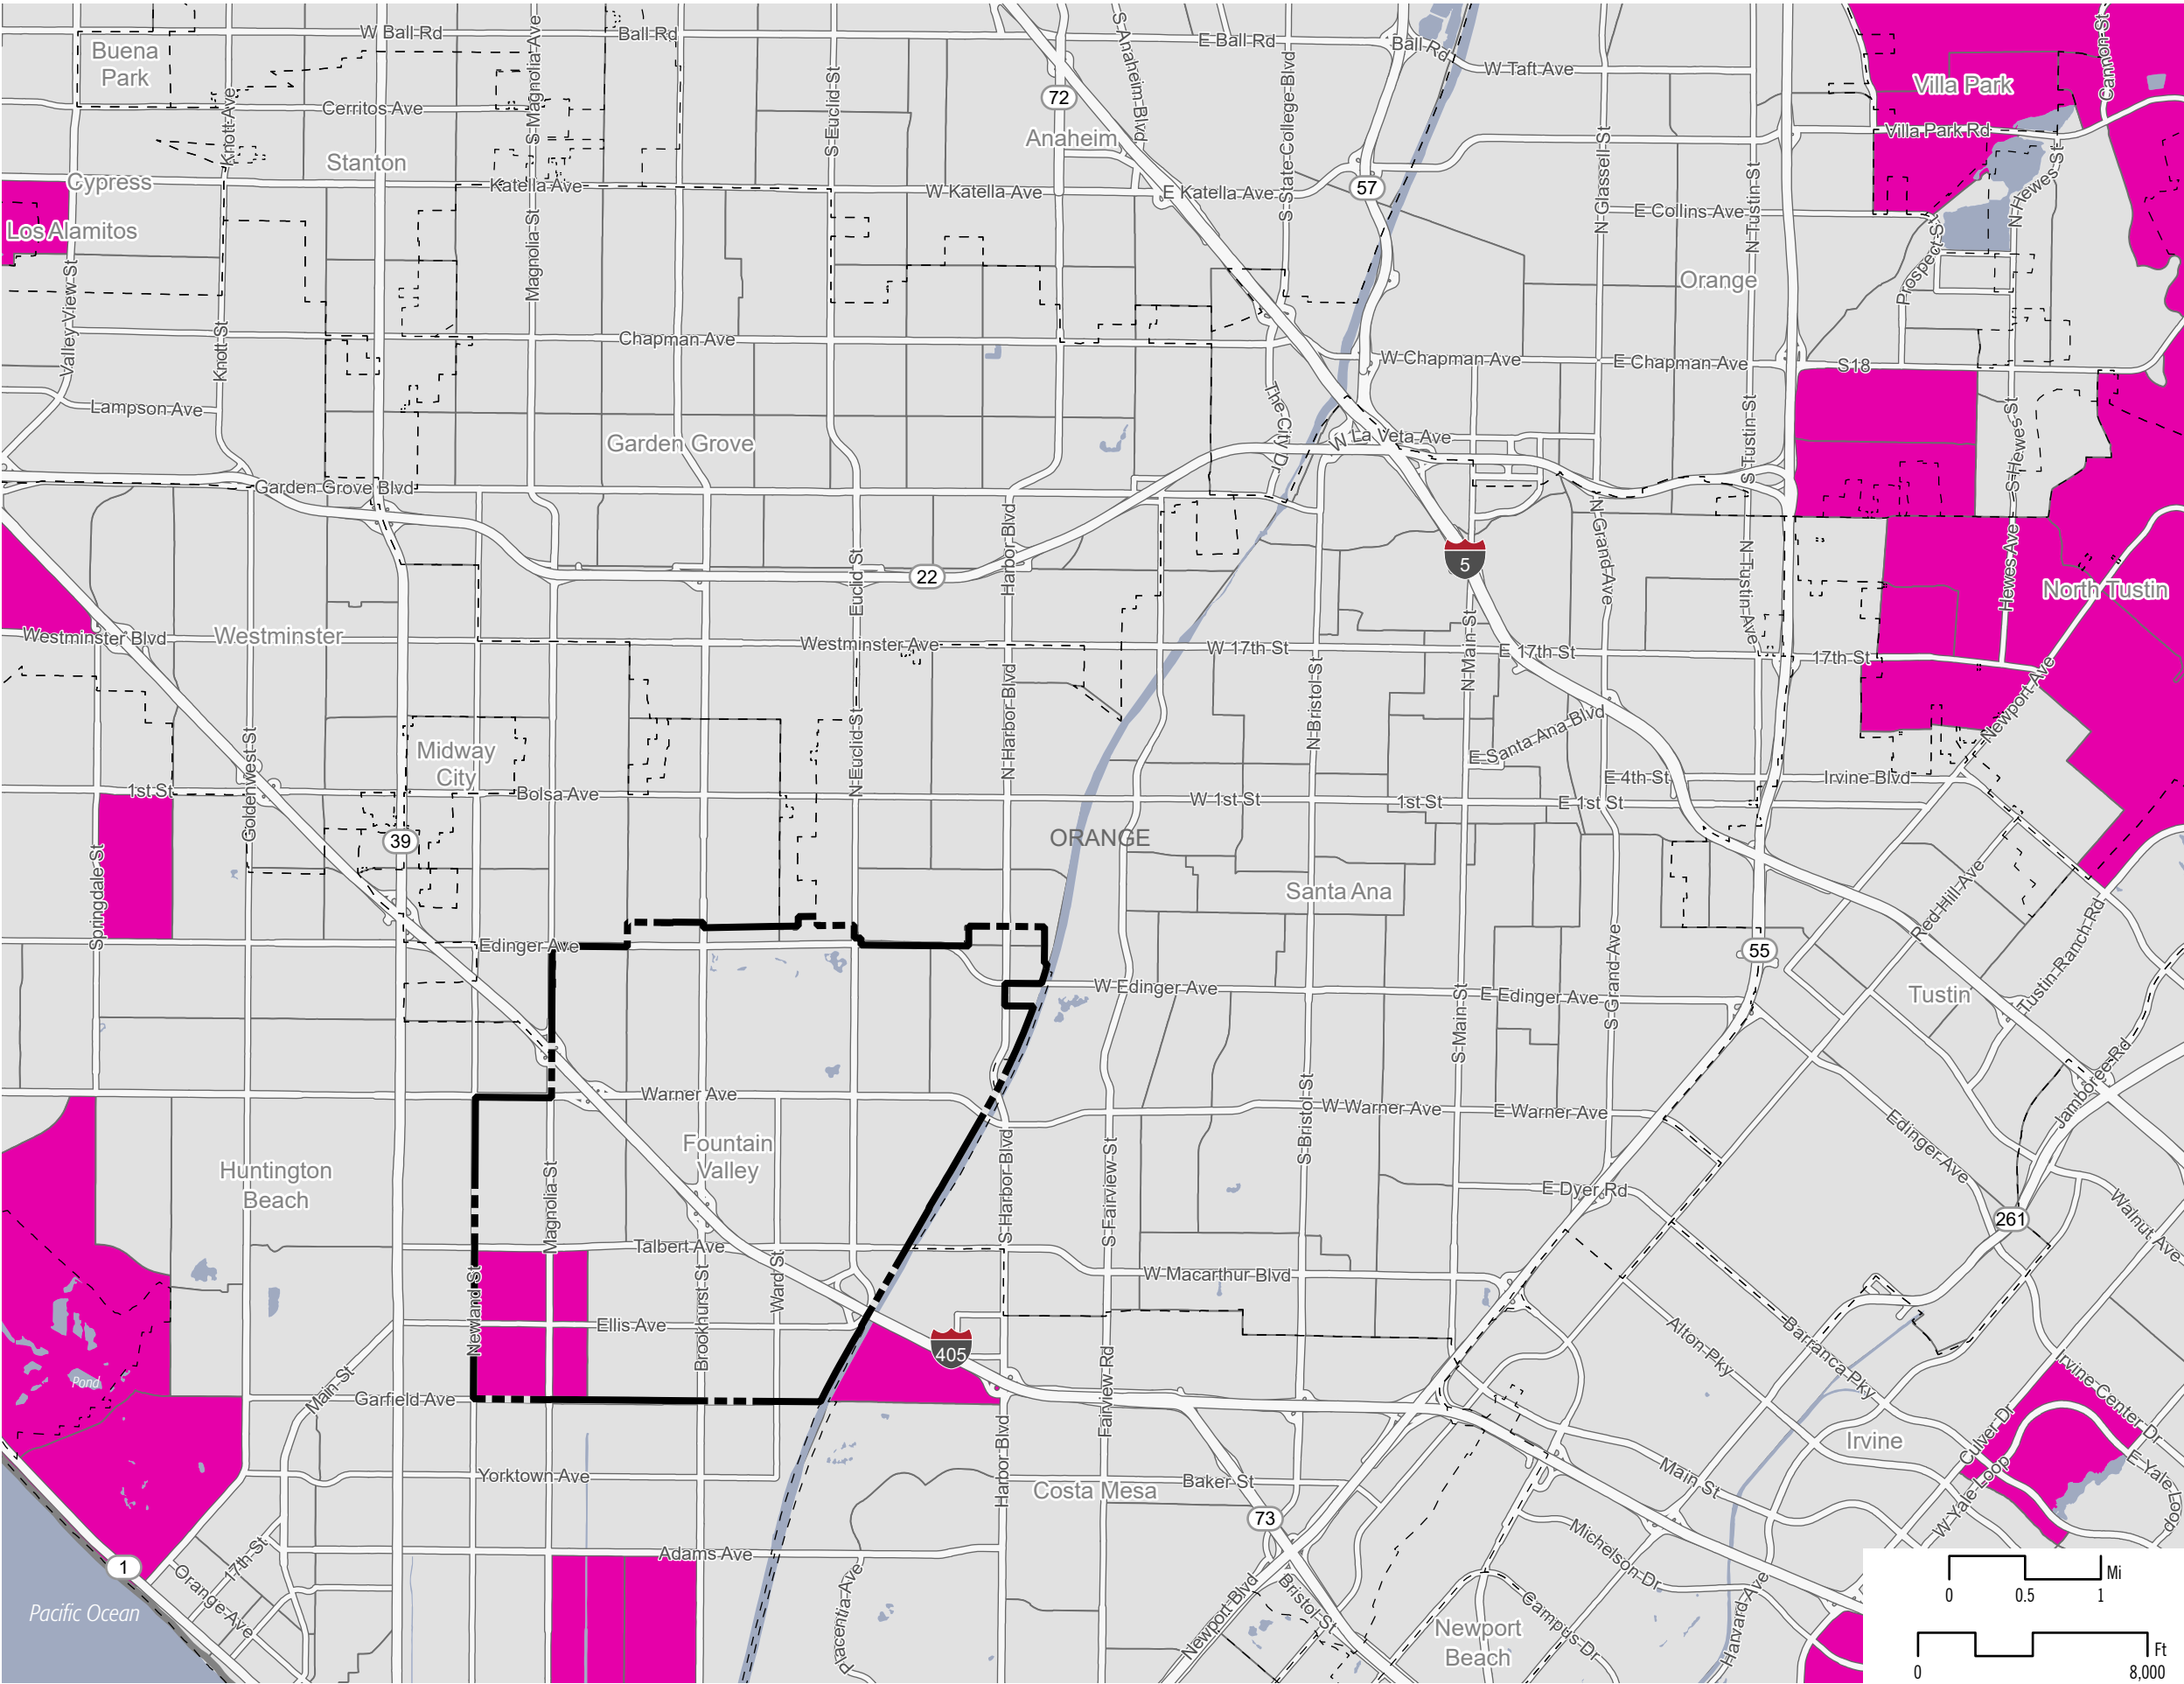 W Ball Rd
Ball Rd
E Ball Rd
Ball Rd
W Taft Ave
Buena
Park
S Magnolia Ave
S Anaheim Blvd
Cannon St
Villa Park
Cerritos Ave
72
Knott Ave
S Euclid St
Anaheim
S State College Blvd
Villa Park Rd
Stanton
Cypress
Katella Ave
W Katella Ave
E Katella Ave
57
N Glassell St
N Tustin St
E Collins Ave
N Hewes St
Prospect St
Los Alamitos
Magnolia St
Orange
Valley View St
Knott St
Chapman Ave
W Chapman Ave
E Chapman Ave
S18
Lampson Ave
The City Dr
Garden Grove
W La Veta Ave
S Tustin St
S Hewes St
Garden Grove Blvd
Harbor Blvd
N Grand Ave
5
22
Euclid St
N Tustin Ave
Hewes Ave
North Tustin
Westminster Blvd
Westminster
Westminster Ave
W 17th St
N Main St
E 17th St
17th St
Newport Ave
N Harbor Blvd
N Bristol St
E Santa Ana Blvd
Midway
City
Goldenwest St
N Euclid St
1st St
Bolsa Ave
W 1st St
1st St
E 4th St
E 1st St
Irvine Blvd
39
ORANGE
Santa Ana
Springdale St
Red Hill Ave
Tustin Ranch Rd
Edinger Ave
55
W Edinger Ave
E Edinger Ave
S Grand Ave
S Main St
Tustin
Jamboree Rd
Warner Ave
W Warner Ave
E Warner Ave
Edinger Ave
Fountain
Valley
Huntington
Beach
Magnolia St
S Harbor Blvd
S Fairview St
S Bristol St
E Dyer Rd
261
Walnut Ave
Talbert Ave
W Macarthur Blvd
Newland St
Brookhurst St
Ward St
Ellis Ave
405
Alton Pky
Barranca Pky
Irvine Center Dr
Pond
Main St
Garfield Ave
Fairview Rd
Harbor Blvd
Culver Dr
Irvine
E Yale Loop
W Yale Loop
Yorktown Ave
Costa Mesa
Baker St
Main St
73
17th St
Adams Ave
Michelson Dr
1
Orange Ave
Pacific Ocean
Placentia Ave
Newport Blvd
Bristol St
Campus Dr
Harvard Ave
Newport
Beach
Mi
0 0.5 1
Ft
0 8,000